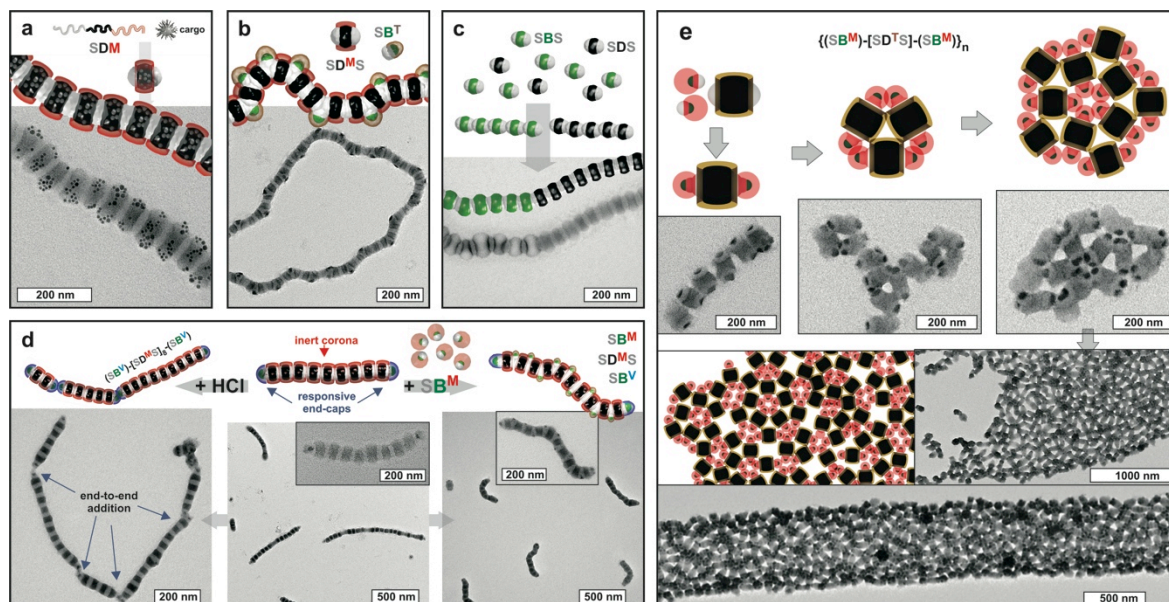 a
cargo
SDM
200 nm
b
SBᵀ
SDᴹS
200 nm
c
SBS
SDS
200 nm
d
(SBⱽ)-[SDᴹS]₈-(SBⱽ)
+ HCl
inert corona
responsive
end-caps
+ SBᴹ
SBᴹ
SDᴹS
SBⱽ
end-to-end
addition
200 nm
200 nm
500 nm
200 nm
500 nm
e
{(SBᴹ)-[SDᵀS]-(SBᴹ)}ₙ
200 nm
200 nm
200 nm
1000 nm
500 nm